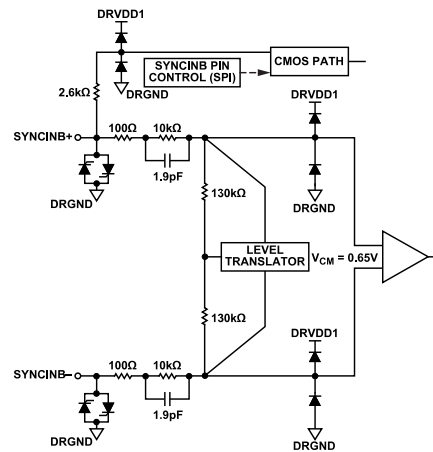 DRVDD1
SYNCINB PIN
CONTROL (SPI)
CMOS PATH
DRGND
2.6kΩ
DRVDD1
SYNCINB+
100Ω
10kΩ
1.9pF
DRGND
130kΩ
DRGND
LEVEL
TRANSLATOR
VCM = 0.65V
130kΩ
DRVDD1
SYNCINB–
100Ω
10kΩ
1.9pF
DRGND
DRGND